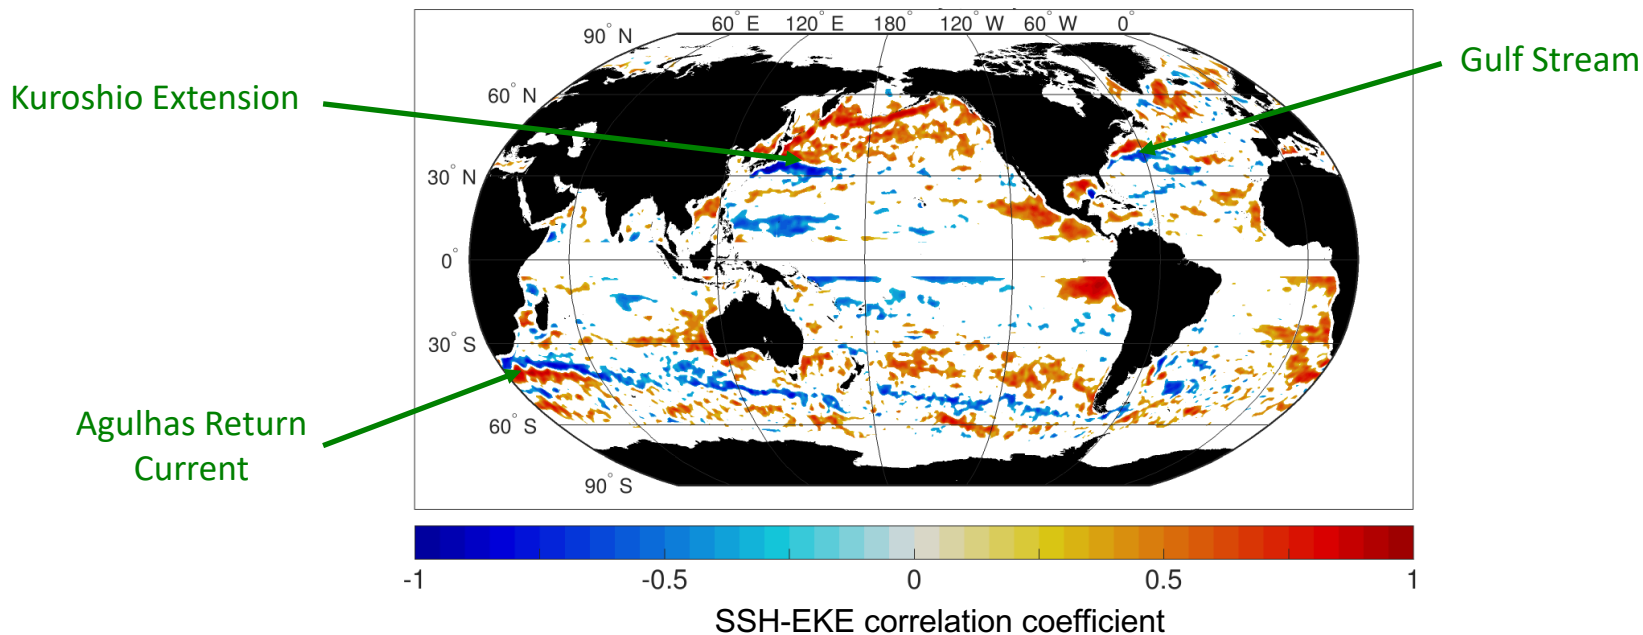 60° E 120° E 180° 120° W 60° W 0°
90° N
Gulf Stream
Kuroshio Extension
60° N
30° N
0°
30° S
Agulhas Return
Current
60° S
90° S
-1 -0.5 0 0.5 1
SSH-EKE correlation coefficient